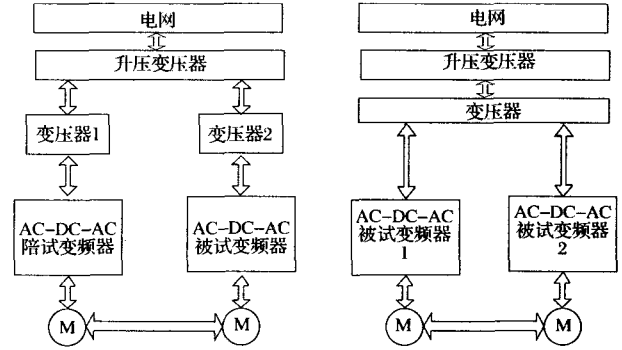 电网
升压变压器
变压器1
变压器2
AC-DC-AC
陪试变频器
AC-DC-AC
被试变频器
M
M
电网
升压变压器
变压器
AC-DC-AC
被试变频器
1
AC-DC-AC
被试变频器
2
M
M